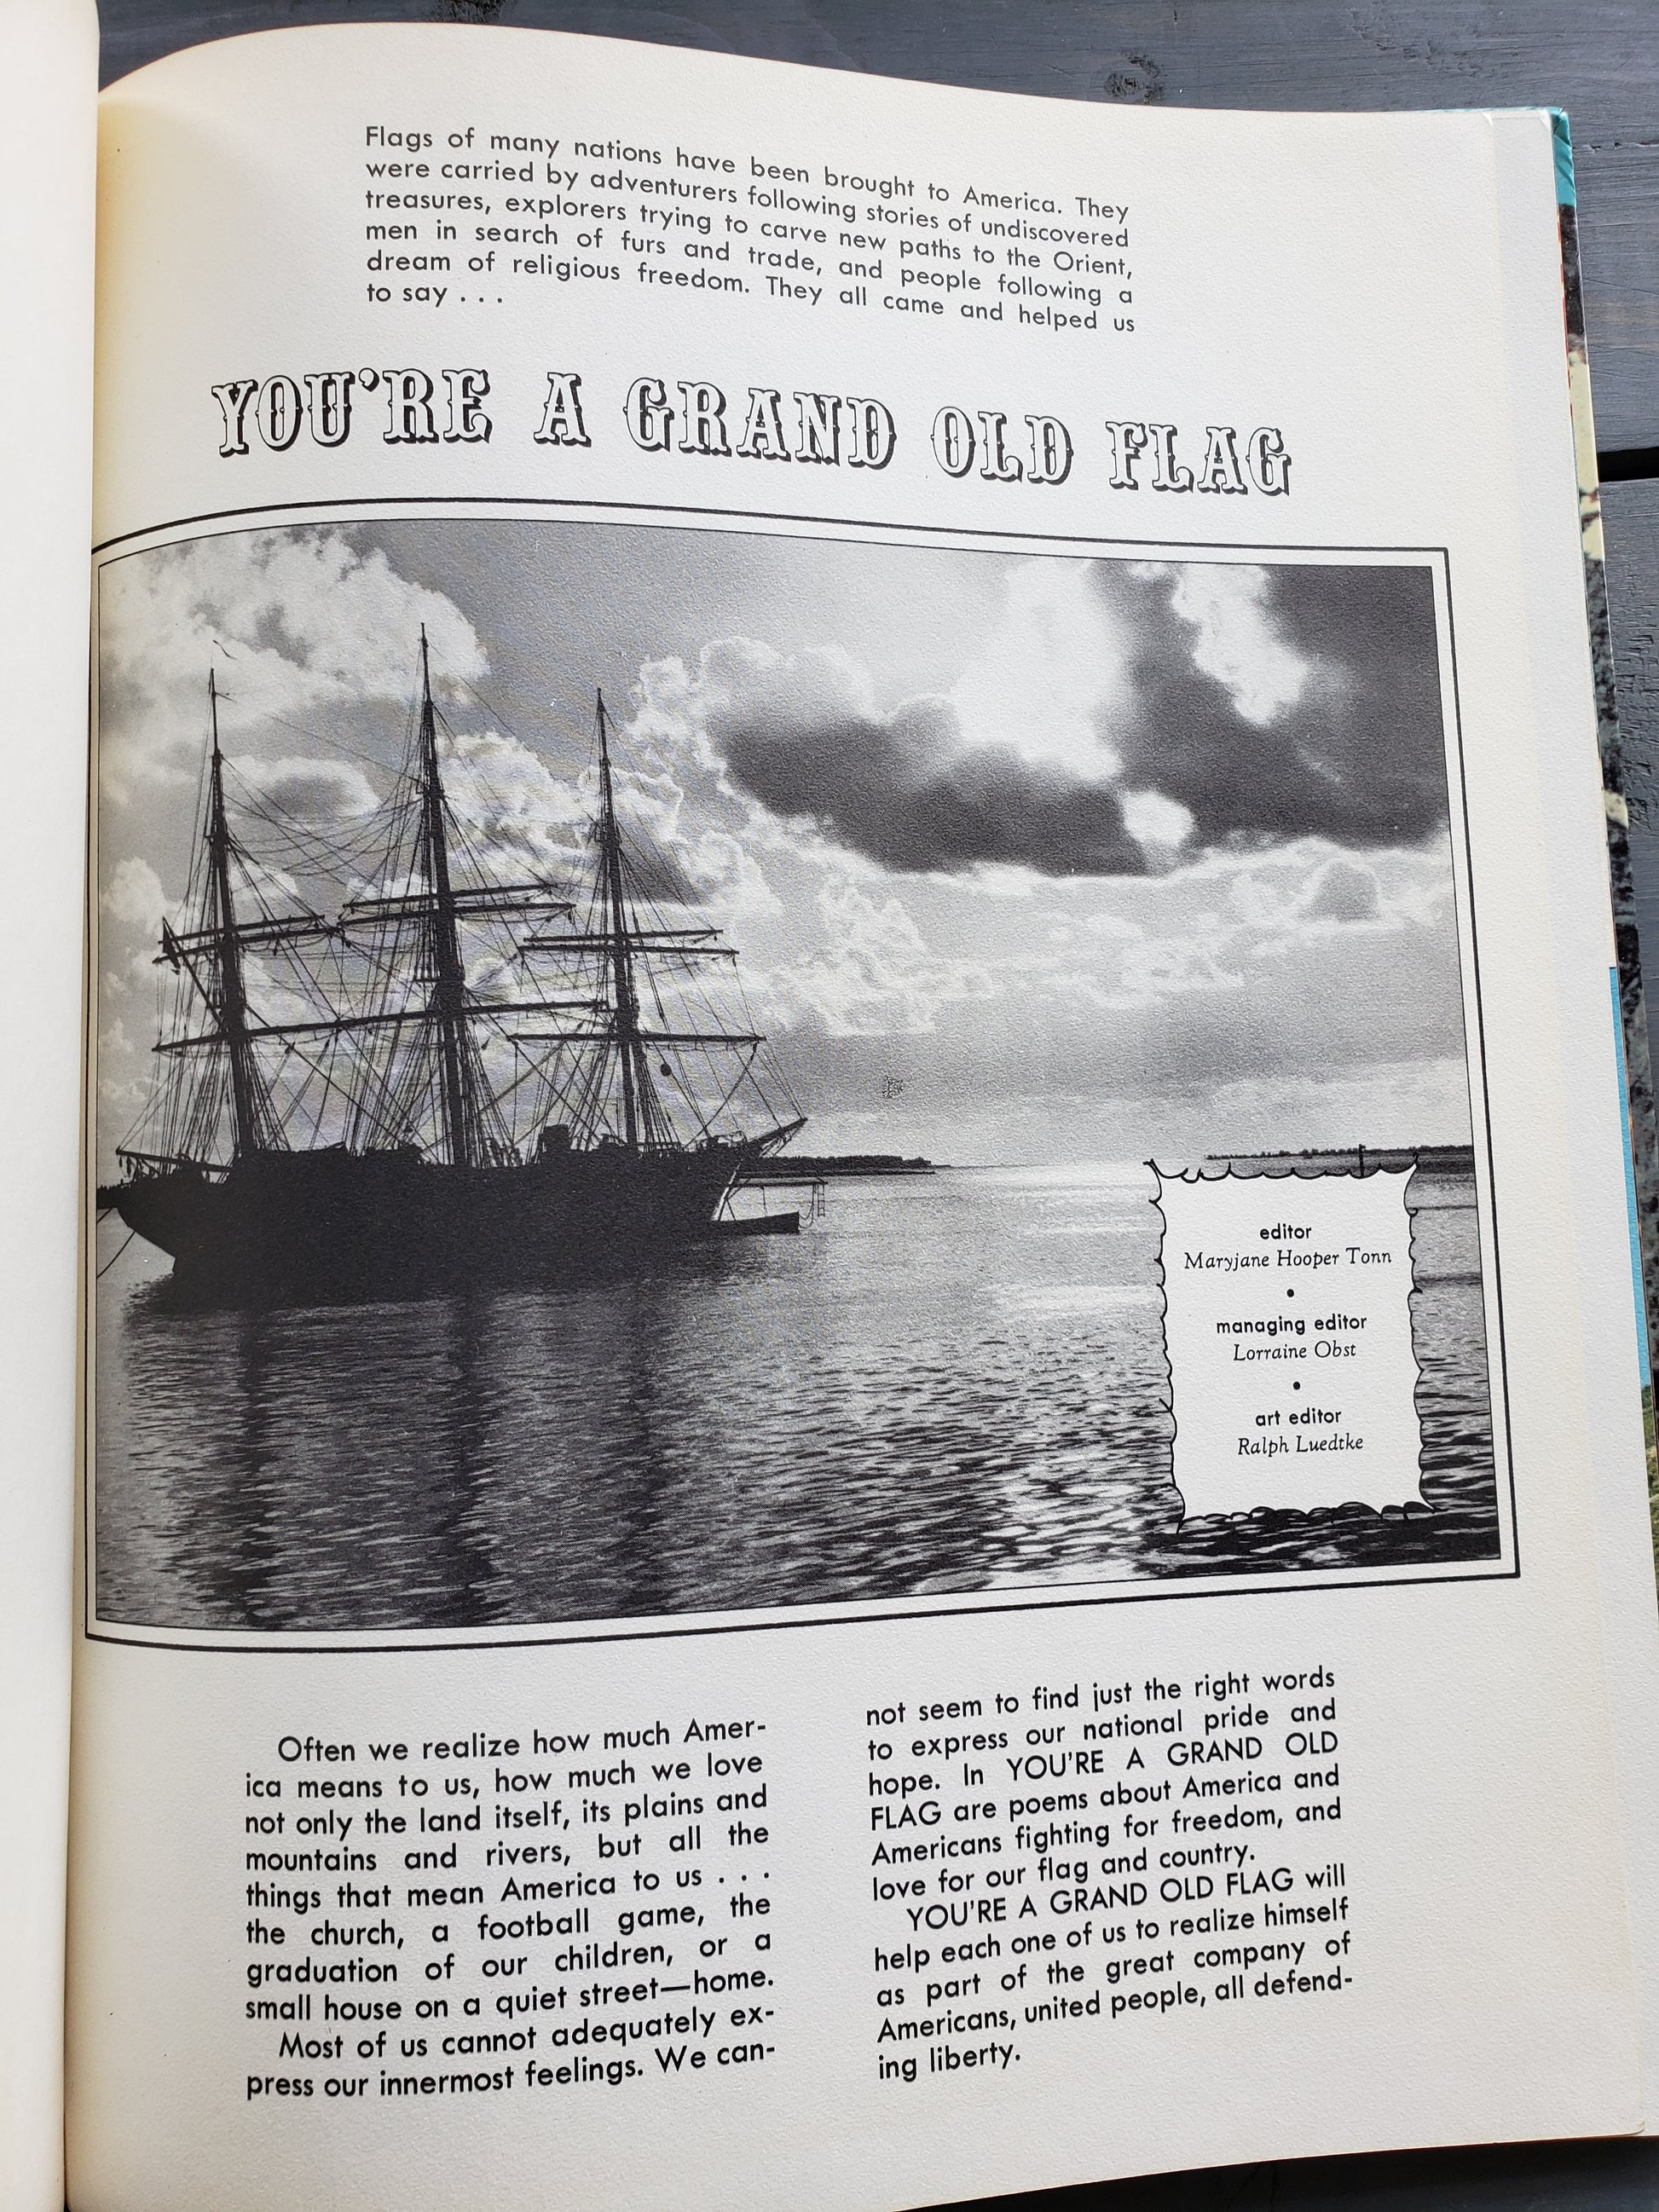 Flags of many nations have been brought to America. They
were carried by adventurers following stories of undiscovered
treasures, explorers trying to carve new paths to the Orient,
men in search of furs and trade, and people following a
dream of religious freedom. They all came and helped us
to say . . .
YOU'RE A GRAND OLD FLAG
editor
Maryjane Hooper Tonn
•
managing editor
Lorraine Obst
•
art editor
Ralph Luedtke
Often we realize how much Amer-
ica means to us, how much we love
not only the land itself, its plains and
mountains and rivers, but all the
things that mean America to us . . .
the church, a football game, the
graduation of our children, or a
small house on a quiet street—home.
Most of us cannot adequately ex-
press our innermost feelings. We can-
not seem to find just the right words
to express our national pride and
hope. In YOU'RE A GRAND OLD
FLAG are poems about America and
Americans fighting for freedom, and
love for our flag and country.
YOU'RE A GRAND OLD FLAG will
help each one of us to realize himself
as part of the great company of
Americans, united people, all defend-
ing liberty.